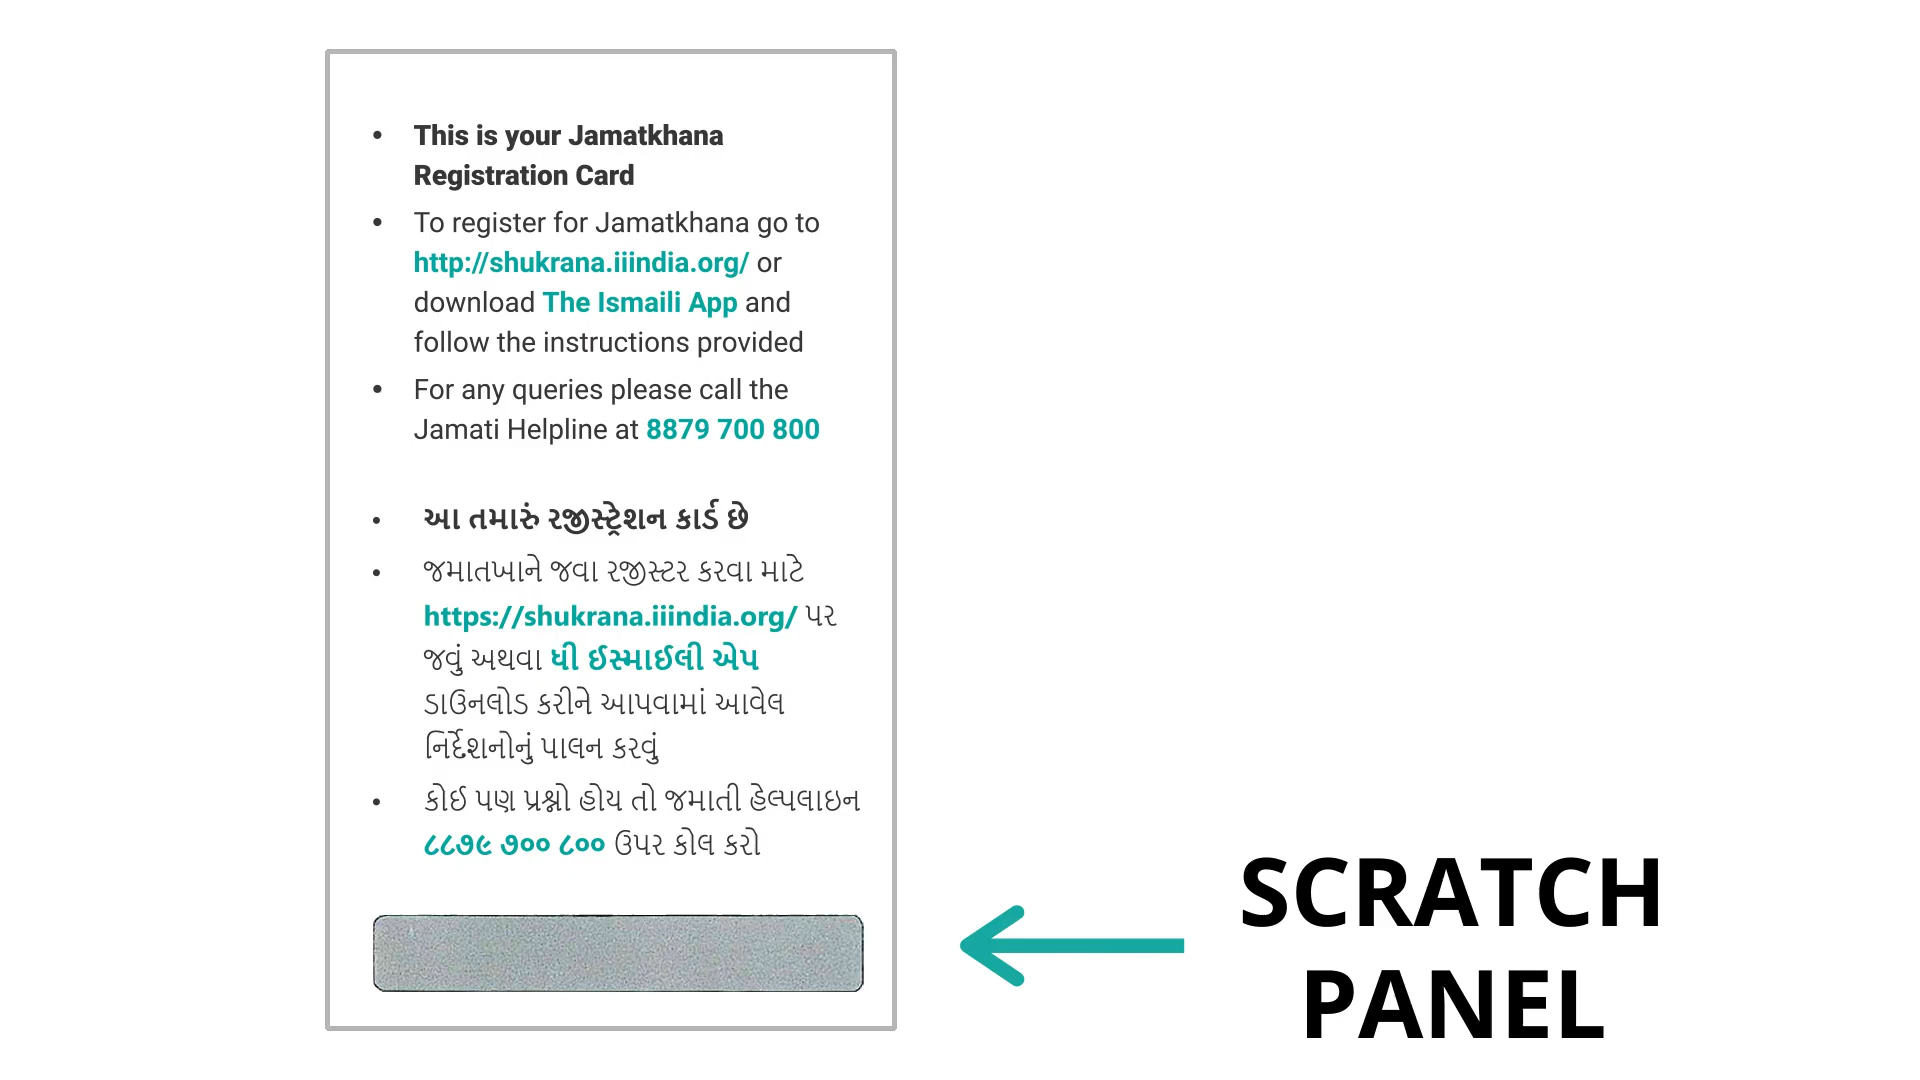 • This is your Jamatkhana
Registration Card
• To register for Jamatkhana go to
http://shukrana.iiindia.org/ or
download The Ismaili App and
follow the instructions provided
• For any queries please call the
Jamati Helpline at 8879 700 800
• આ તમારું રજીસ્ટ્રેશન કાર્ડ છે
• જમાતખાને જવા રજીસ્ટર કરવા માટે
https://shukrana.iiindia.org/ પર
જવું અથવા ધી ઈસ્માઈલી એપ
ડાઉનલોડ કરીને આપવામાં આવેલ
નિર્દેશનોનું પાલન કરવું
• કોઈ પણ પ્રશ્નો હોય તો જમાતી હેલ્પલાઇન
૮૮૭૯ ૭૦૦ ૮૦૦ ઉપર કોલ કરો
SCRATCH
PANEL